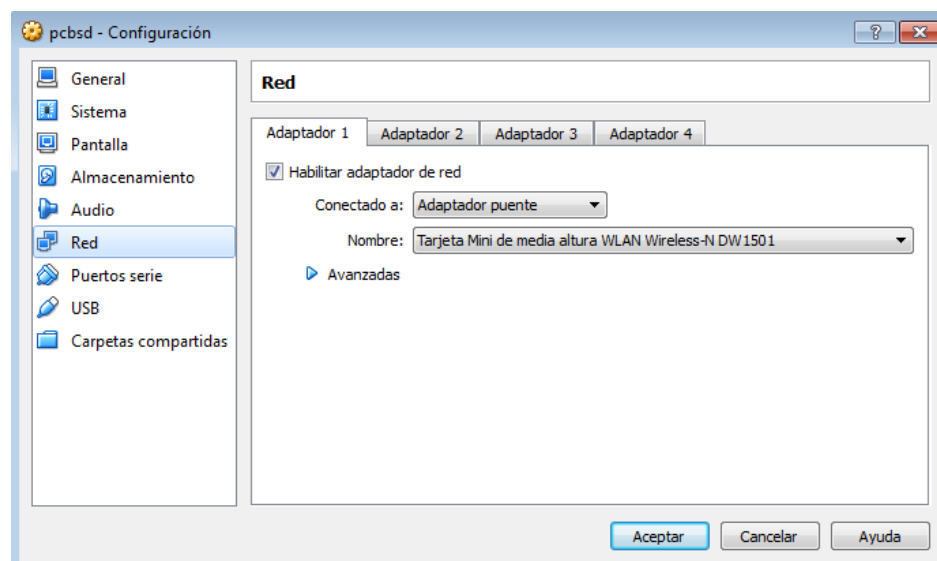 pcbsd - Configuración
General
Sistema
Pantalla
Almacenamiento
Audio
Red
Puertos serie
USB
Carpetas compartidas
Red
Adaptador 1 Adaptador 2 Adaptador 3 Adaptador 4
Habilitar adaptador de red
Conectado a: Adaptador puente
Nombre: Tarjeta Mini de media altura WLAN Wireless-N DW1501
Avanzadas
Aceptar Cancelar Ayuda